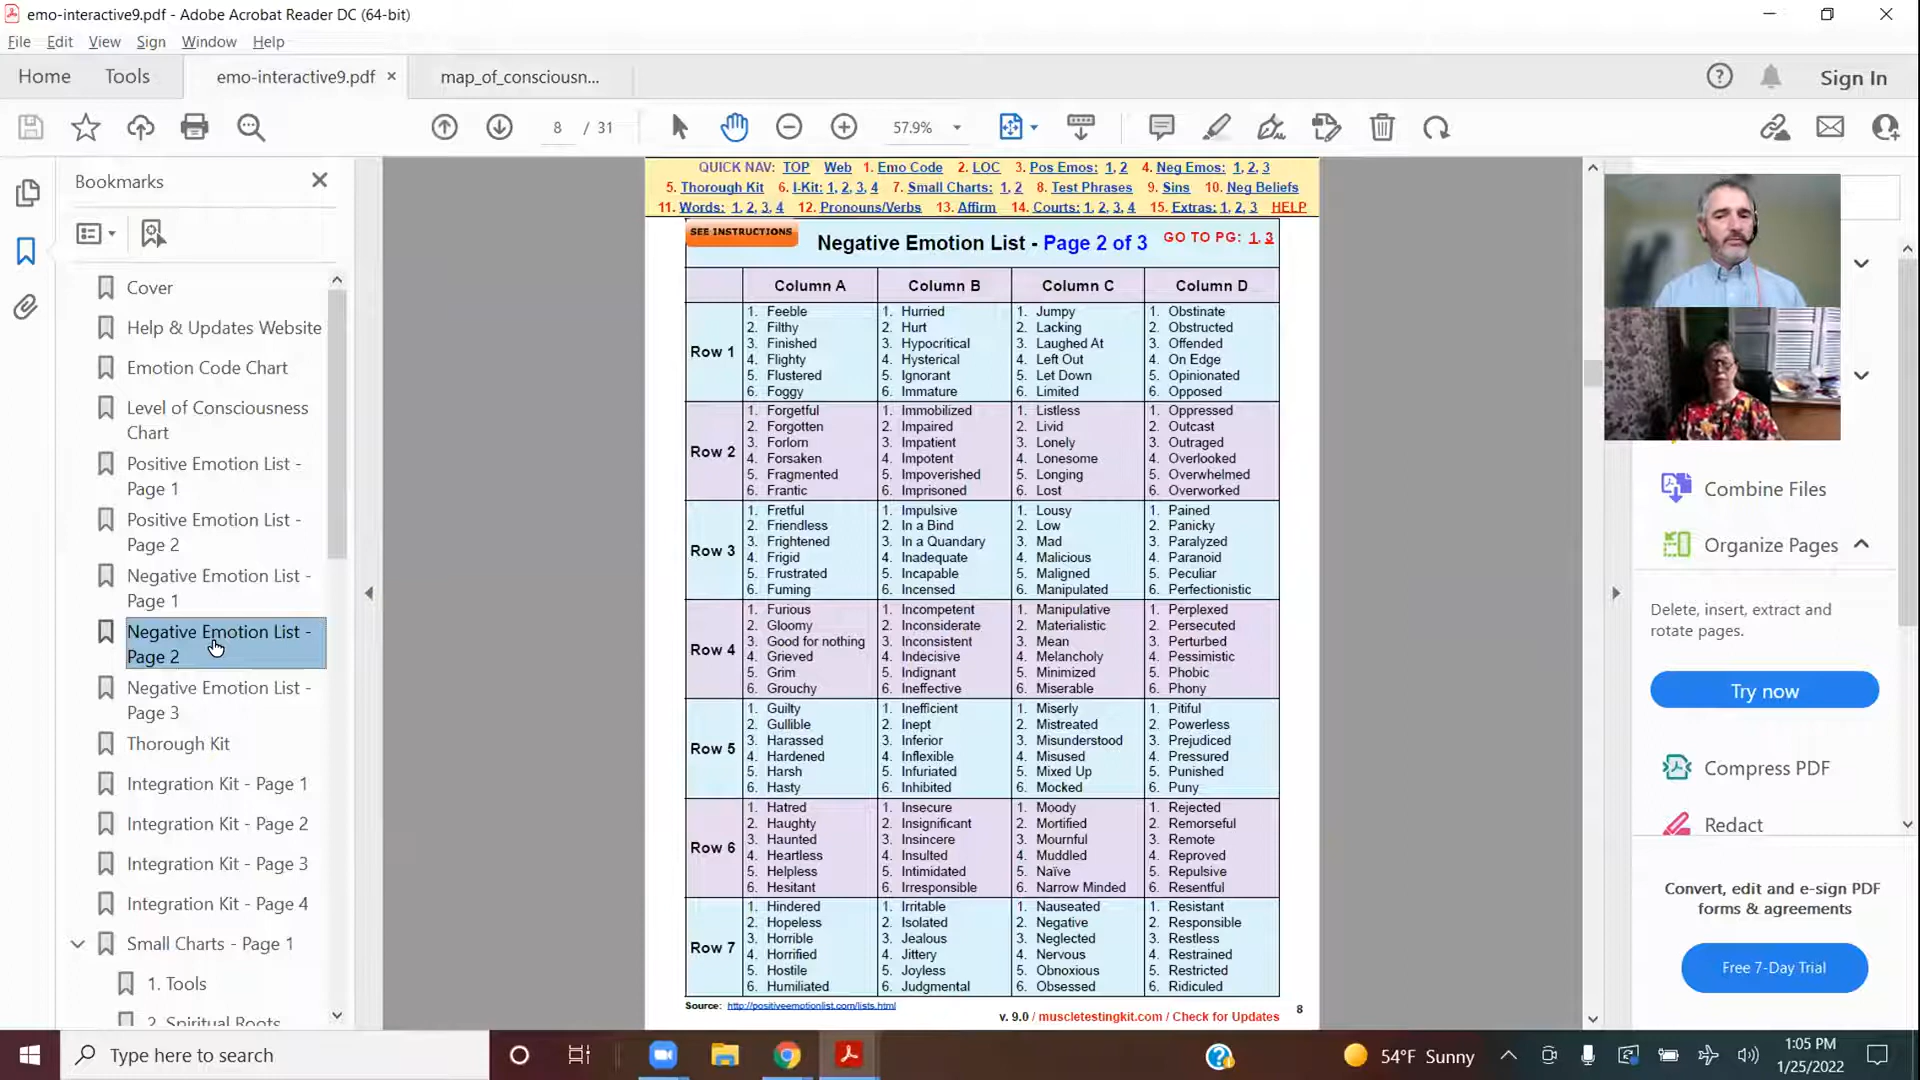 emo-interactive9.pdf - Adobe Acrobat Reader DC (64-bit)
File Edit View Sign Window Help
Home Tools emo-interactive9.pdf × map_of_consciousn... Sign In
8 / 31 57.9%
Bookmarks
Cover
Help & Updates Website
Emotion Code Chart
Level of Consciousness
Chart
Positive Emotion List -
Page 1
Positive Emotion List -
Page 2
Negative Emotion List -
Page 1
Negative Emotion List -
Page 2
Negative Emotion List -
Page 3
Thorough Kit
Integration Kit - Page 1
Integration Kit - Page 2
Integration Kit - Page 3
Integration Kit - Page 4
Small Charts - Page 1
1. Tools
2. Spiritual Roots
QUICK NAV: TOP Web 1. Emo Code 2. LOC 3. Pos Emos: 1, 2 4. Neg Emos: 1, 2, 3
5. Thorough Kit 6. I-Kit: 1, 2, 3, 4 7. Small Charts: 1, 2 8. Test Phrases 9. Sins 10. Neg Beliefs
11. Words: 1, 2, 3, 4 12. Pronouns/Verbs 13. Affirm 14. Courts: 1, 2, 3, 4 15. Extras: 1, 2, 3 HELP
SEE INSTRUCTIONS Negative Emotion List - Page 2 of 3 GO TO PG: 1, 3
Column A Column B Column C Column D
Row 1
1. Feeble 1. Hurried 1. Jumpy 1. Obstinate
2. Filthy 2. Hurt 2. Lacking 2. Obstructed
3. Finished 3. Hypocritical 3. Laughed At 3. Offended
4. Flighty 4. Hysterical 4. Left Out 4. On Edge
5. Flustered 5. Ignorant 5. Let Down 5. Opinionated
6. Foggy 6. Immature 6. Limited 6. Opposed
Row 2
1. Forgetful 1. Immobilized 1. Listless 1. Oppressed
2. Forgotten 2. Impaired 2. Livid 2. Outcast
3. Forlorn 3. Impatient 3. Lonely 3. Outraged
4. Forsaken 4. Impotent 4. Lonesome 4. Overlooked
5. Fragmented 5. Impoverished 5. Longing 5. Overwhelmed
6. Frantic 6. Imprisoned 6. Lost 6. Overworked
Row 3
1. Fretful 1. Impulsive 1. Lousy 1. Pained
2. Friendless 2. In a Bind 2. Low 2. Panicky
3. Frightened 3. In a Quandary 3. Mad 3. Paralyzed
4. Frigid 4. Inadequate 4. Malicious 4. Paranoid
5. Frustrated 5. Incapable 5. Maligned 5. Peculiar
6. Fuming 6. Incensed 6. Manipulated 6. Perfectionistic
Row 4
1. Furious 1. Incompetent 1. Manipulative 1. Perplexed
2. Gloomy 2. Inconsiderate 2. Materialistic 2. Persecuted
3. Good for nothing 3. Inconsistent 3. Mean 3. Perturbed
4. Grieved 4. Indecisive 4. Melancholy 4. Pessimistic
5. Grim 5. Indignant 5. Minimized 5. Phobic
6. Grouchy 6. Ineffective 6. Miserable 6. Phony
Row 5
1. Guilty 1. Inefficient 1. Miserly 1. Pitiful
2. Gullible 2. Inept 2. Mistreated 2. Powerless
3. Harassed 3. Inferior 3. Misunderstood 3. Prejudiced
4. Hardened 4. Inflexible 4. Misused 4. Pressured
5. Harsh 5. Infuriated 5. Mixed Up 5. Punished
6. Hasty 6. Inhibited 6. Mocked 6. Puny
Row 6
1. Hatred 1. Insecure 1. Moody 1. Rejected
2. Haughty 2. Insignificant 2. Mortified 2. Remorseful
3. Haunted 3. Insincere 3. Mournful 3. Remote
4. Heartless 4. Insulted 4. Muddled 4. Reproved
5. Helpless 5. Intimidated 5. Naïve 5. Repulsive
6. Hesitant 6. Irresponsible 6. Narrow Minded 6. Resentful
Row 7
1. Hindered 1. Irritable 1. Nauseated 1. Resistant
2. Hopeless 2. Isolated 2. Negative 2. Responsible
3. Horrible 3. Jealous 3. Neglected 3. Restless
4. Horrified 4. Jittery 4. Nervous 4. Restrained
5. Hostile 5. Joyless 5. Obnoxious 5. Restricted
6. Humiliated 6. Judgmental 6. Obsessed 6. Ridiculed
Source: http://positiveemotionlist.com/lists.html 8
v. 9.0 / muscletestingkit.com / Check for Updates
Combine Files
Organize Pages
Delete, insert, extract and
rotate pages.
Try now
Compress PDF
Redact
Convert, edit and e-sign PDF
forms & agreements
Free 7-Day Trial
Type here to search
54°F Sunny
1:05 PM
1/25/2022